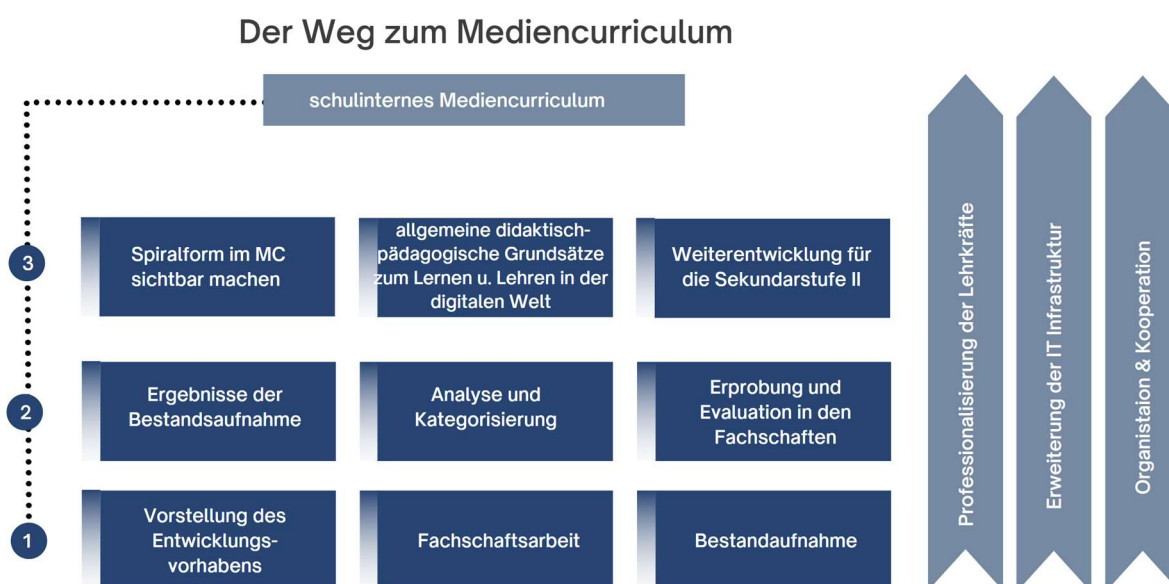 Der Weg zum Mediencurriculum
schulinternes Mediencurriculum
3
Spiralform im MC
sichtbar machen
allgemeine didaktisch-
pädagogische Grundsätze
zum Lernen u. Lehren in der
digitalen Welt
Weiterentwicklung für
die Sekundarstufe II
2
Ergebnisse der
Bestandsaufnahme
Analyse und
Kategorisierung
Erprobung und
Evaluation in den
Fachschaften
1
Vorstellung des
Entwicklungs-
vorhabens
Fachschaftsarbeit
Bestandaufnahme
Professionalisierung der Lehrkräfte
Erweiterung der IT Infrastruktur
Organistaion & Kooperation